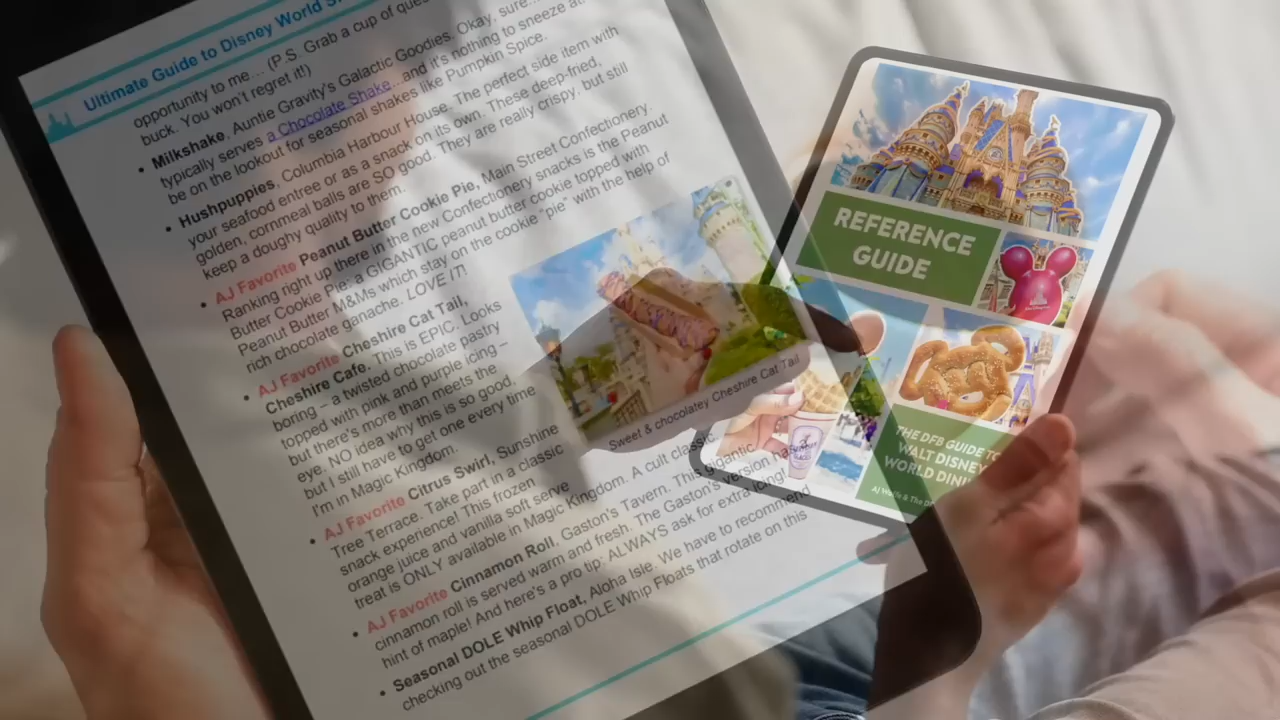 Ultimate Guide to Disney World
opportunity to me... (P.S. Grab a cup of
buck. You won't regret it!)
• Milkshake, Auntie Gravity's Galactic Goodies. Okay, sure...
typically serves a Chocolate Shake... and it's nothing to sneeze at.
be on the lookout for seasonal shakes like Pumpkin Spice.
• Hushpuppies, Columbia Harbour House. The perfect side item with
your seafood entree or as a snack on its own. These deep-fried,
golden, cornmeal balls are SO good. They are really crispy, but still
keep a doughy quality to them.
• AJ Favorite Peanut Butter Cookie Pie, Main Street Confectionery.
Ranking right up there in the new Confectionery snacks is the Peanut
Butter Cookie Pie: a GIGANTIC peanut butter cookie topped with
Peanut Butter M&Ms which stay on the cookie "pie" with the help of
rich chocolate ganache. LOVE IT!
• AJ Favorite Cheshire Cat Tail,
Cheshire Cafe. This is EPIC. Looks
boring – a twisted chocolate pastry
topped with pink and purple icing –
but there's more than meets the
eye. NO idea why this is so good,
but I still have to get one every time
I'm in Magic Kingdom.
Sweet & chocolatey Cheshire Cat Tail
• AJ Favorite Citrus Swirl, Sunshine
Tree Terrace. Take part in a classic
snack experience! This frozen
orange juice and vanilla soft serve
treat is ONLY available in Magic Kingdom. A cult classic.
• AJ Favorite Cinnamon Roll, Gaston's Tavern. This gigantic
cinnamon roll is served warm and fresh. The Gaston's version
hint of maple! And here's a pro tip: ALWAYS ask for extra icing!
• Seasonal DOLE Whip Float, Aloha Isle. We have to recommend
checking out the seasonal DOLE Whip Floats that rotate on this
REFERENCE
GUIDE
THE DFB GUIDE TO
WALT DISNEY
WORLD